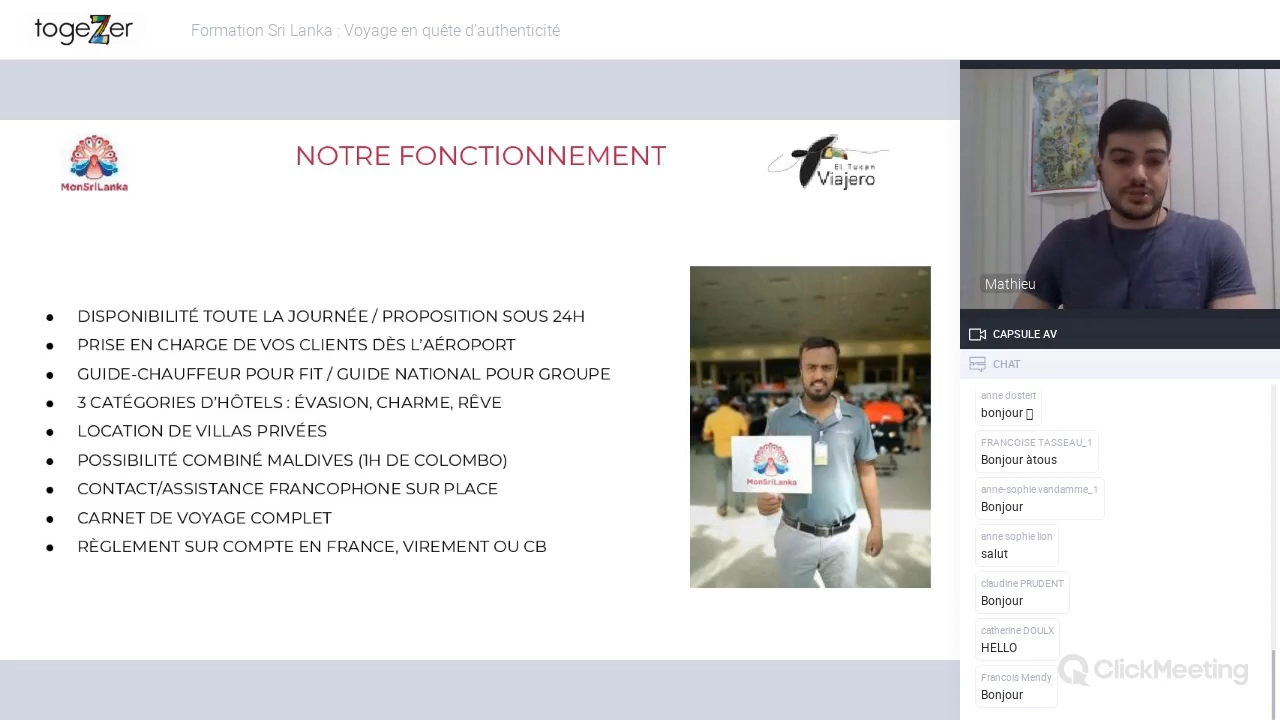 togeZer
Formation Sri Lanka : Voyage en quête d'authenticité
MonSriLanka
NOTRE FONCTIONNEMENT
El Tucan
Viajero
● DISPONIBILITÉ TOUTE LA JOURNÉE / PROPOSITION SOUS 24H
● PRISE EN CHARGE DE VOS CLIENTS DÈS L'AÉROPORT
● GUIDE-CHAUFFEUR POUR FIT / GUIDE NATIONAL POUR GROUPE
● 3 CATÉGORIES D'HÔTELS : ÉVASION, CHARME, RÊVE
● LOCATION DE VILLAS PRIVÉES
● POSSIBILITÉ COMBINÉ MALDIVES (1H DE COLOMBO)
● CONTACT/ASSISTANCE FRANCOPHONE SUR PLACE
● CARNET DE VOYAGE COMPLET
● RÈGLEMENT SUR COMPTE EN FRANCE, VIREMENT OU CB
MonSriLanka
Mathieu
CAPSULE AV
CHAT
anne dostert
bonjour
FRANCOISE TASSEAU_1
Bonjour àtous
anne-sophie vandamme_1
Bonjour
anne sophie lion
salut
claudine PRUDENT
Bonjour
catherine DOULX
HELLO
Francois Mendy
Bonjour
ClickMeeting